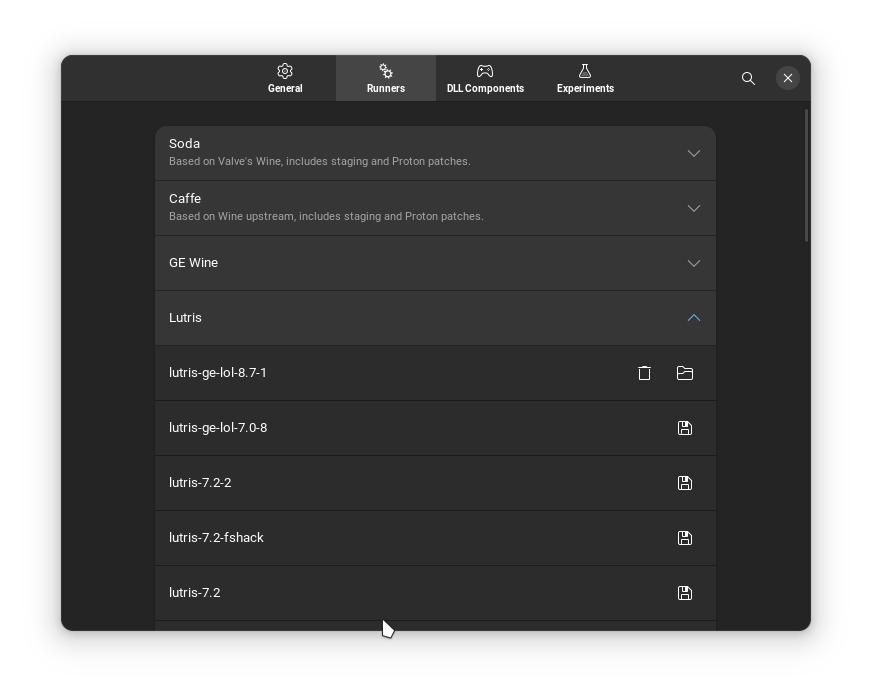 General
Runners
DLL Components
Experiments
Soda
Based on Valve's Wine, includes staging and Proton patches.
Caffe
Based on Wine upstream, includes staging and Proton patches.
GE Wine
Lutris
lutris-ge-lol-8.7-1
lutris-ge-lol-7.0-8
lutris-7.2-2
lutris-7.2-fshack
lutris-7.2